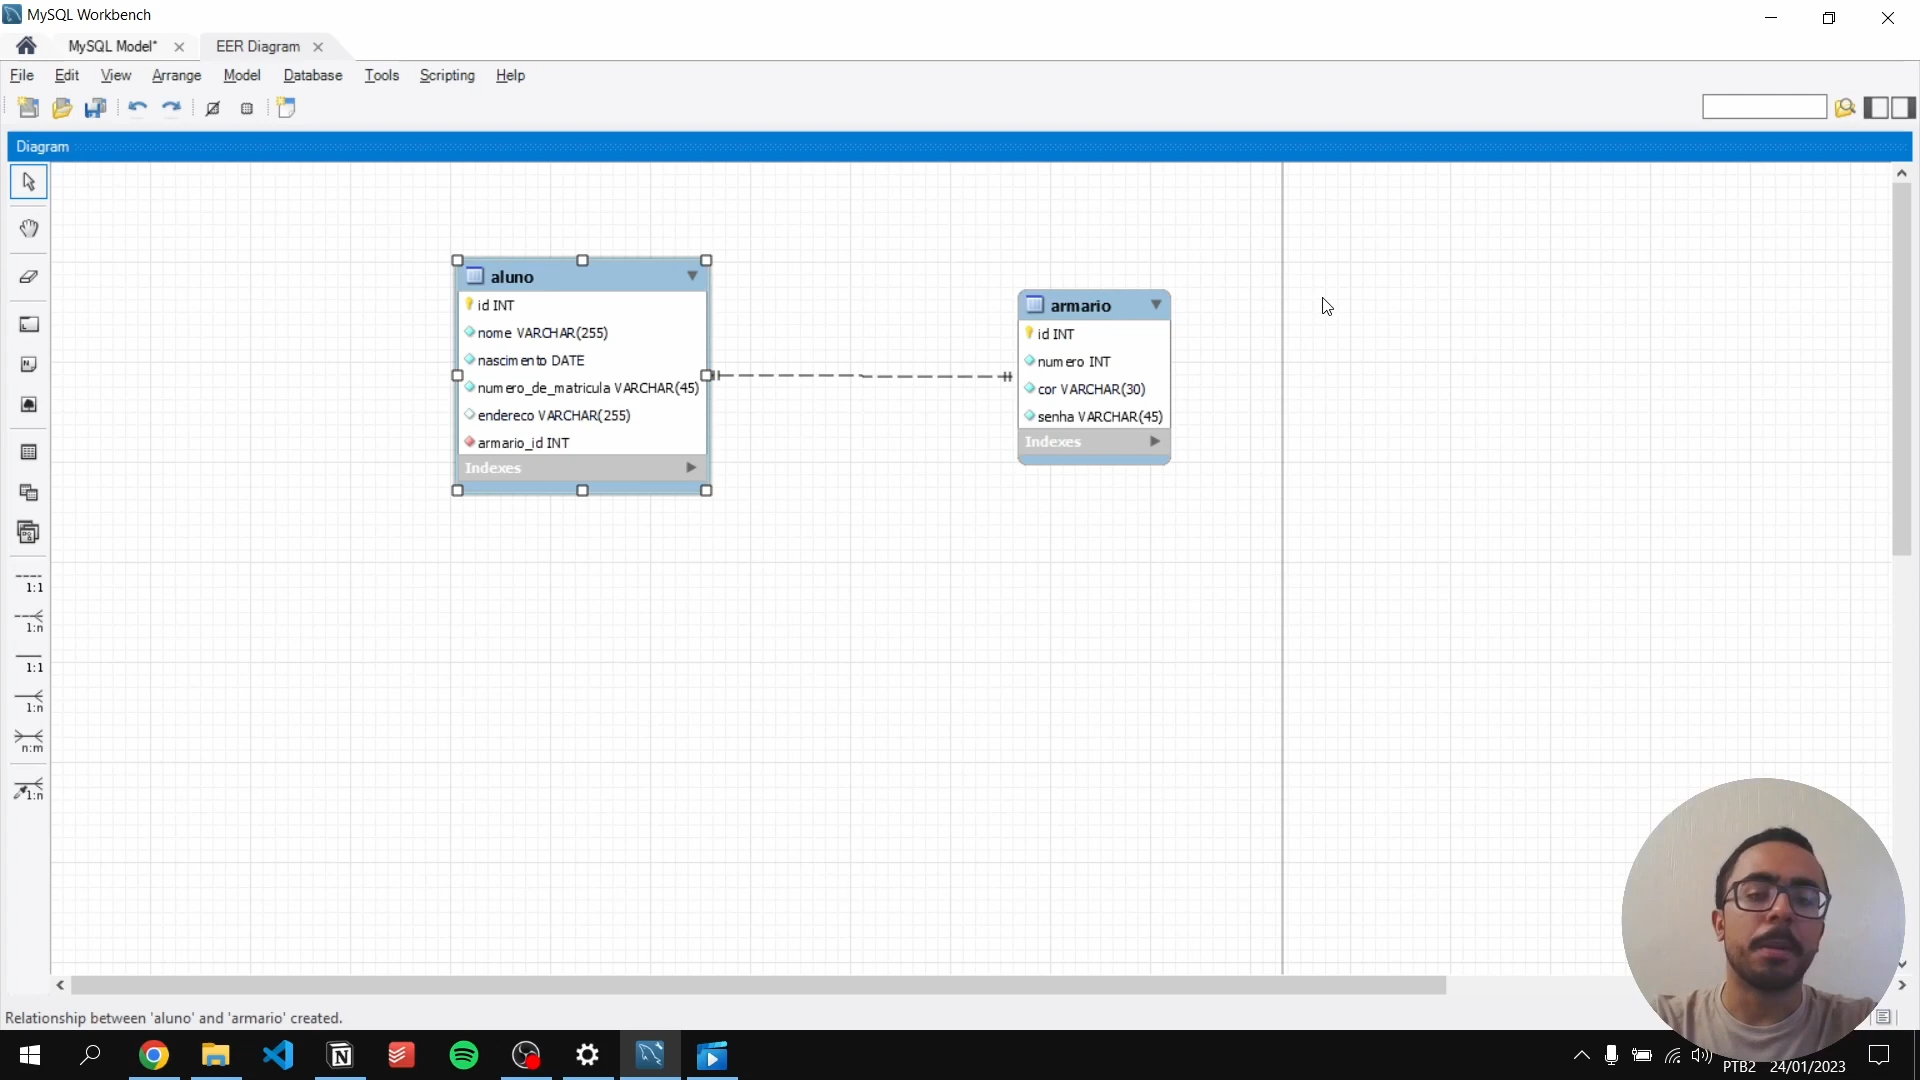 MySQL Workbench
MySQL Model*
EER Diagram
File Edit View Arrange Model Database Tools Scripting Help
Diagram
aluno
id INT
nome VARCHAR(255)
nascimento DATE
numero_de_matricula VARCHAR(45)
endereco VARCHAR(255)
armario_id INT
Indexes
armario
id INT
numero INT
cor VARCHAR(30)
senha VARCHAR(45)
Indexes
1:1
1:n
1:1
1:n
n:m
1:n
Relationship between 'aluno' and 'armario' created.
PTB2 24/01/2023